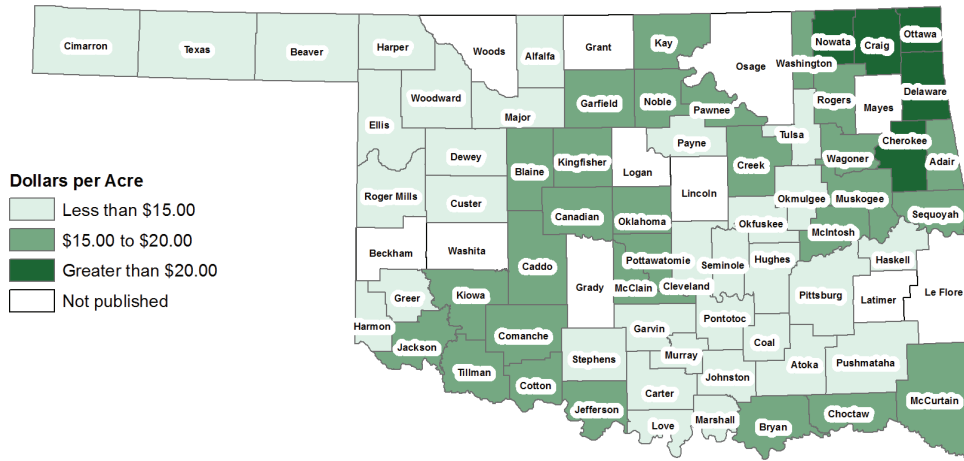 Cimarron
Texas
Beaver
Harper
Woods
Alfalfa
Grant
Kay
Osage
Washington
Nowata
Craig
Ottawa
Delaware
Woodward
Major
Garfield
Noble
Pawnee
Rogers
Mayes
Ellis
Payne
Tulsa
Cherokee
Dewey
Blaine
Kingfisher
Logan
Creek
Wagoner
Adair
Dollars per Acre
Less than $15.00
$15.00 to $20.00
Greater than $20.00
Not published
Roger Mills
Custer
Canadian
Oklahoma
Lincoln
Okmulgee
Muskogee
Sequoyah
Okfuskee
McIntosh
Beckham
Washita
Caddo
Grady
Pottawatomie
McClain
Cleveland
Seminole
Hughes
Haskell
Pittsburg
Latimer
Le Flore
Greer
Kiowa
Harmon
Jackson
Comanche
Garvin
Pontotoc
Coal
Stephens
Murray
Atoka
Pushmataha
Tillman
Cotton
Carter
Johnston
McCurtain
Jefferson
Love
Marshall
Bryan
Choctaw